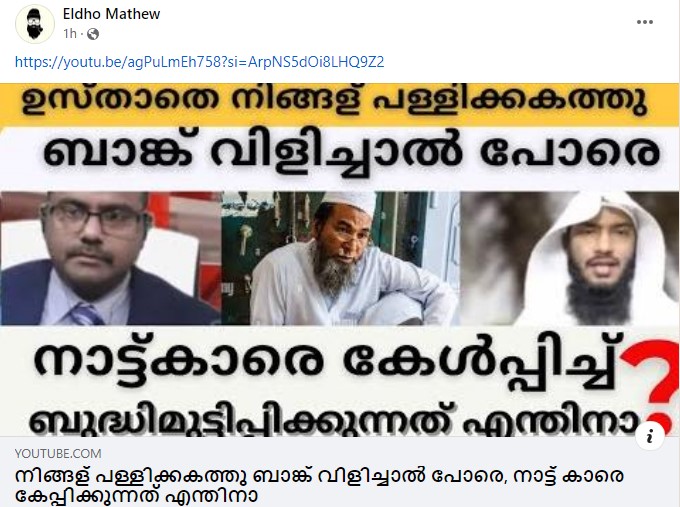 Eldho Mathew
1h
https://youtu.be/agPuLmEh758?si=ArpNS5dOi8LHQ9Z2
ഉസ്താതെ നിങ്ങള് പള്ളിക്കകത്തു
ബാങ്ക് വിളിച്ചാൽ പോരെ
നാട്ട്കാരെ കേൾപ്പിച്ച്
ബുദ്ധിമുട്ടിപ്പിക്കുന്നത് എന്തിനാ?
YOUTUBE.COM
നിങ്ങള് പള്ളിക്കകത്തു ബാങ്ക് വിളിച്ചാൽ പോരെ, നാട്ട് കാരെ
കേപ്പിക്കുന്നത് എന്തിനാ